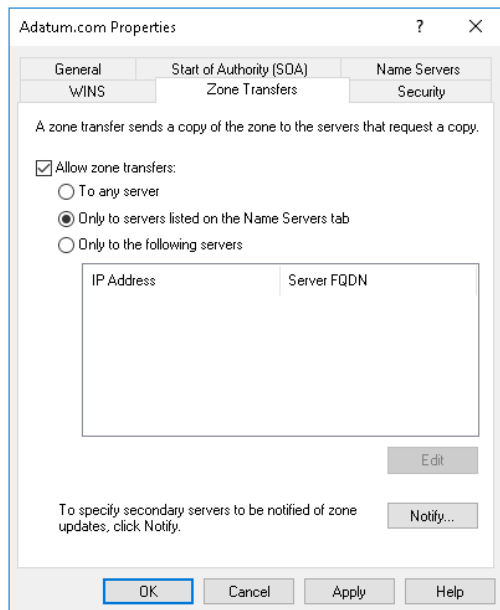 Adatum.com Properties
? ×
General
Start of Authority (SOA)
Name Servers
WINS
Zone Transfers
Security
A zone transfer sends a copy of the zone to the servers that request a copy.
Allow zone transfers:
To any server
Only to servers listed on the Name Servers tab
Only to the following servers
IP Address
Server FQDN
Edit
To specify secondary servers to be notified of zone
updates, click Notify.
Notify...
OK
Cancel
Apply
Help